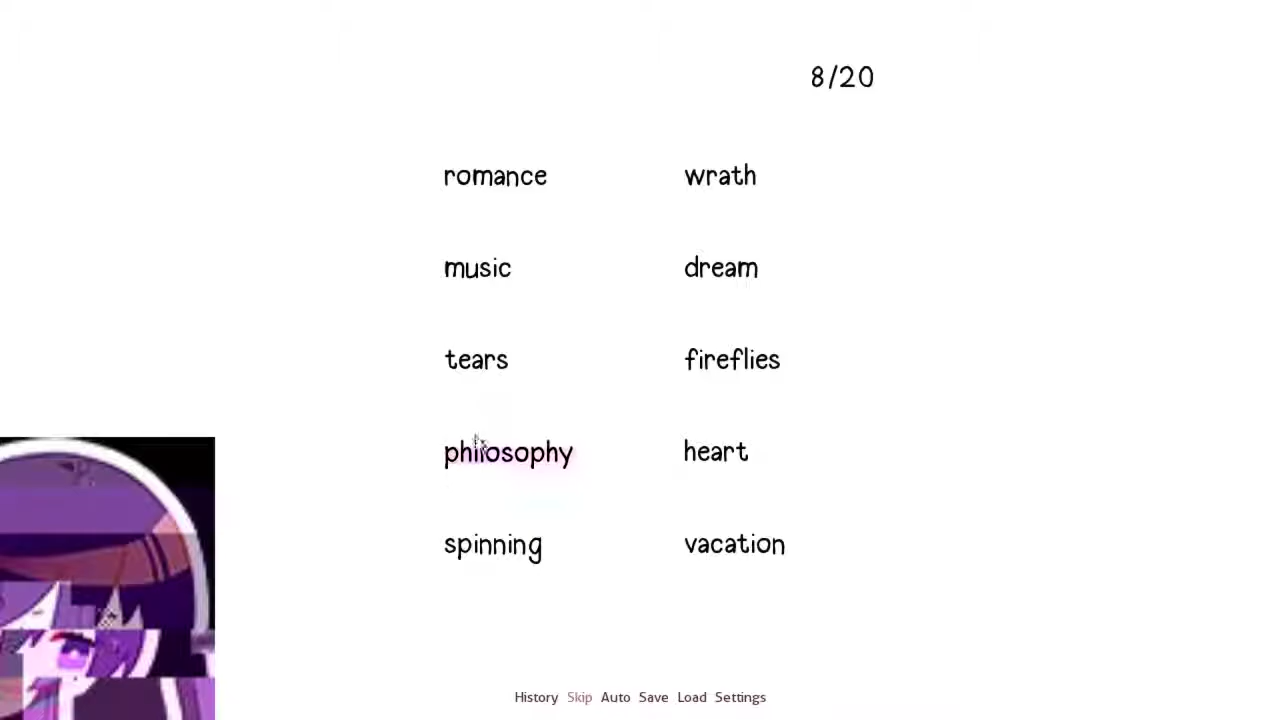 8/20
romance wrath
music dream
tears fireflies
philosophy heart
spinning vacation
History Skip Auto Save Load Settings